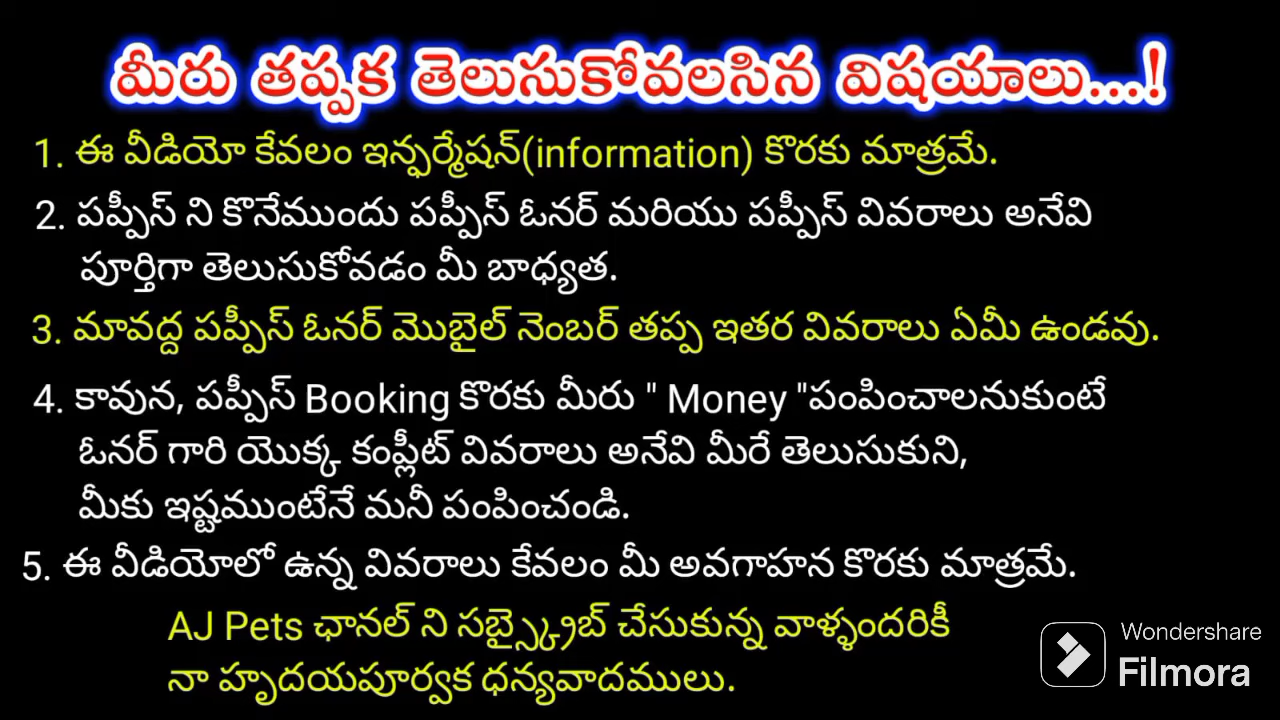 మీరు తప్పక తెలుసుకోవలసిన విషయాలు...!
1. ఈ వీడియో కేవలం ఇన్ఫర్మేషన్(information) కొరకు మాత్రమే.
2. పప్పీస్ ని కొనేముందు పప్పీస్ ఓనర్ మరియు పప్పీస్ వివరాలు అనేవి
పూర్తిగా తెలుసుకోవడం మీ బాధ్యత.
3. మావద్ద పప్పీస్ ఓనర్ మొబైల్ నెంబర్ తప్ప ఇతర వివరాలు ఏమీ ఉండవు.
4. కావున, పప్పీస్ Booking కొరకు మీరు " Money "పంపించాలనుకుంటే
ఓనర్ గారి యొక్క కంప్లీట్ వివరాలు అనేవి మీరే తెలుసుకుని,
మీకు ఇష్టముంటేనే మనీ పంపించండి.
5. ఈ వీడియోలో ఉన్న వివరాలు కేవలం మీ అవగాహన కొరకు మాత్రమే.
AJ Pets ఛానల్ ని సబ్స్క్రైబ్ చేసుకున్న వాళ్ళందరికీ
నా హృదయపూర్వక ధన్యవాదములు.
Wondershare
Filmora